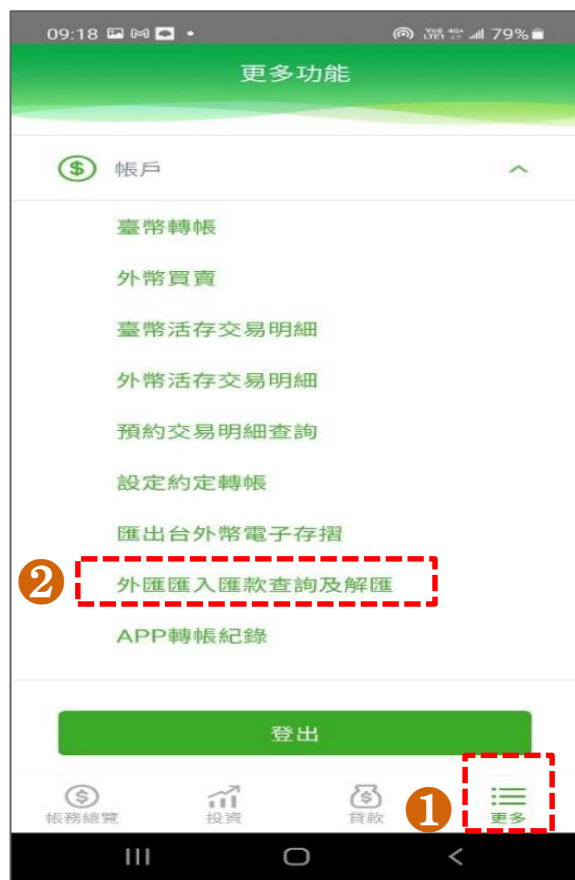 09:18
79%
更多功能
帳戶
臺幣轉帳
外幣買賣
臺幣活存交易明細
外幣活存交易明細
預約交易明細查詢
設定約定轉帳
匯出台外幣電子存摺
❷ 外匯匯入匯款查詢及解匯
APP轉帳紀錄
登出
帳務總覽 投資 貸款 ❶ 更多